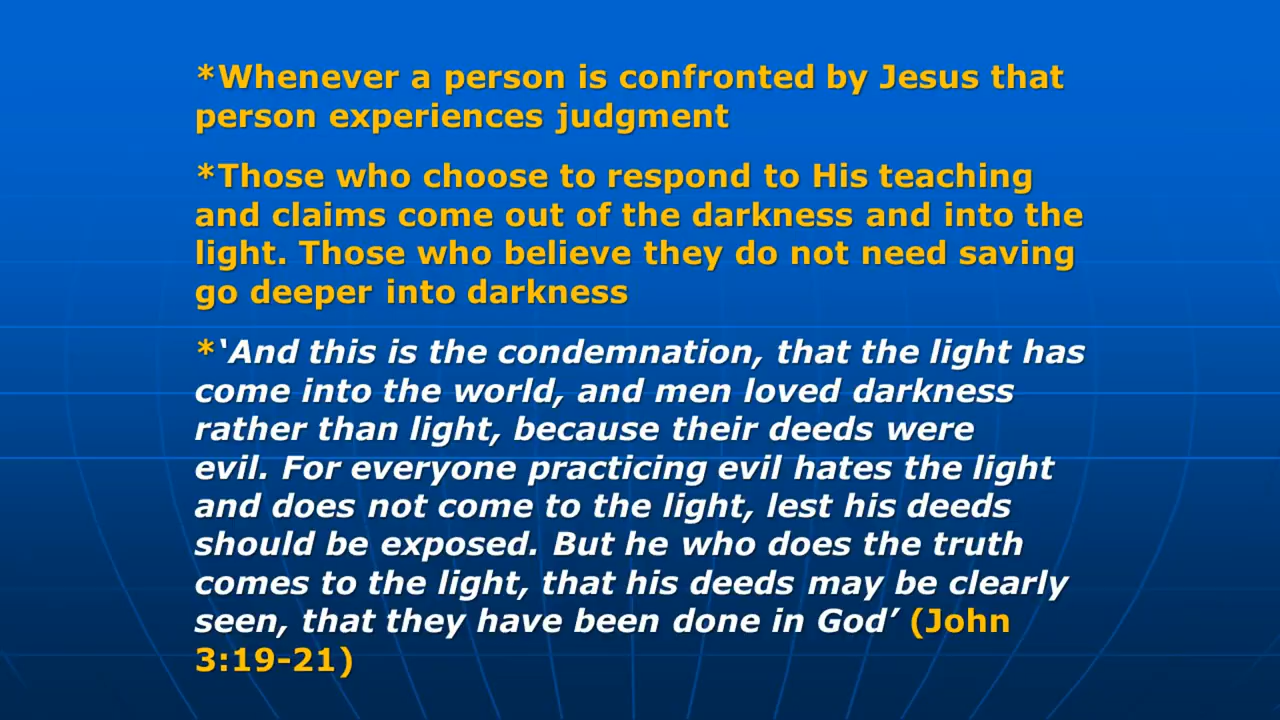 *Whenever a person is confronted by Jesus that
person experiences judgment
*Those who choose to respond to His teaching
and claims come out of the darkness and into the
light. Those who believe they do not need saving
go deeper into darkness
*‘And this is the condemnation, that the light has
come into the world, and men loved darkness
rather than light, because their deeds were
evil. For everyone practicing evil hates the light
and does not come to the light, lest his deeds
should be exposed. But he who does the truth
comes to the light, that his deeds may be clearly
seen, that they have been done in God’ (John
3:19-21)